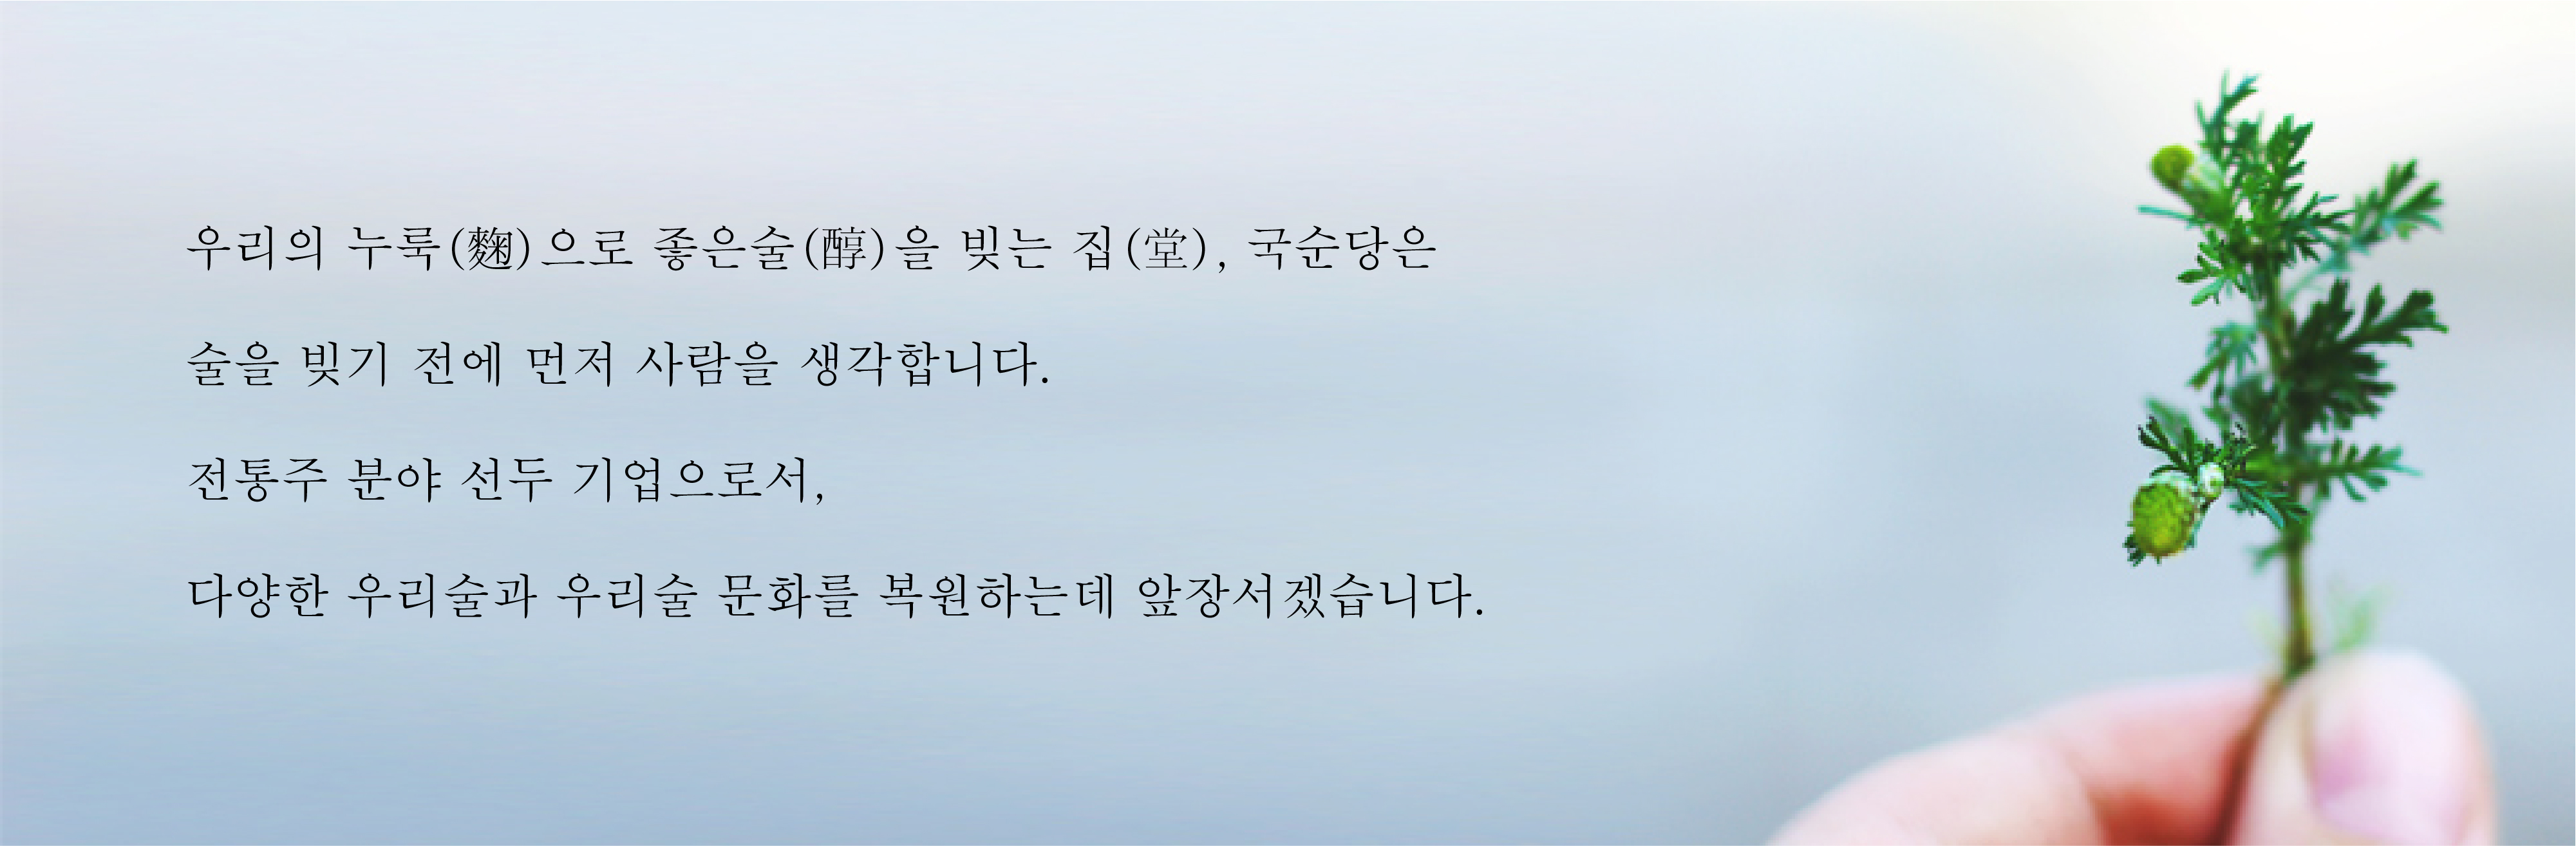 우리의 누룩(麴)으로 좋은술(醇)을 빚는 집(堂), 국순당은
술을 빚기 전에 먼저 사람을 생각합니다.
전통주 분야 선두 기업으로서,
다양한 우리술과 우리술 문화를 복원하는데 앞장서겠습니다.